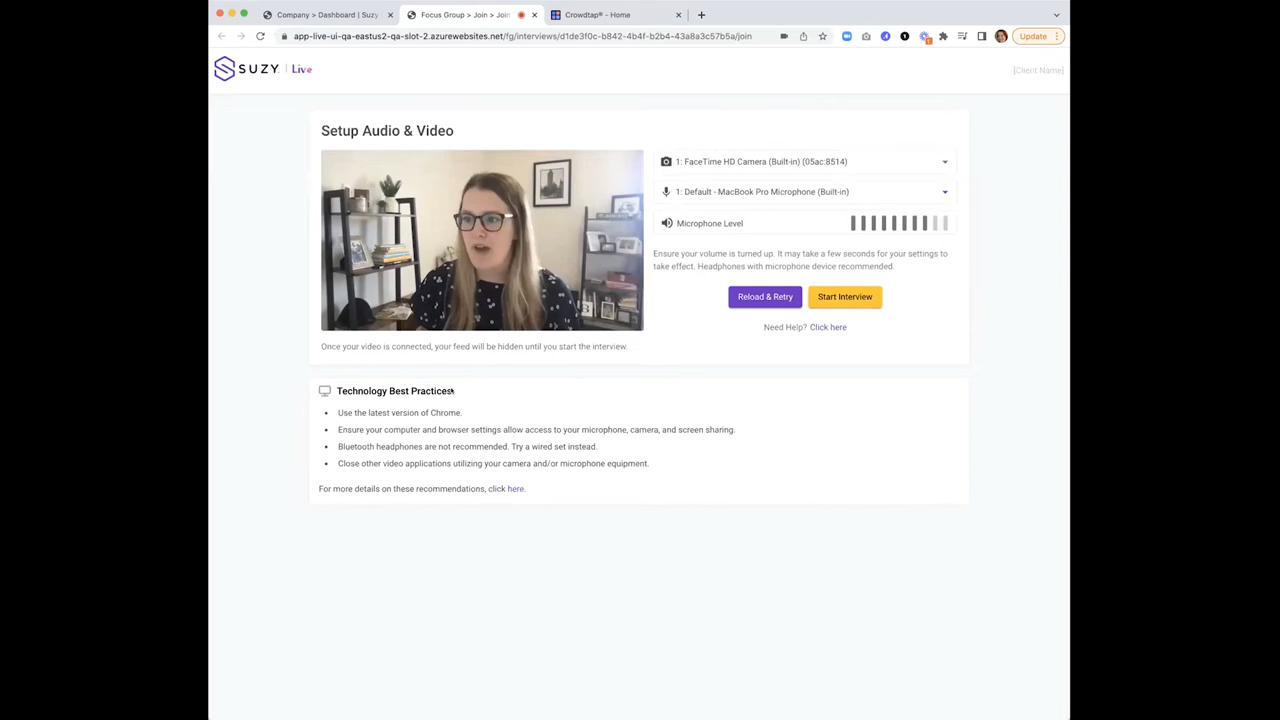 Company > Dashboard | Suzy
Focus Group > Join > Join
Crowdtap® - Home
app-live-ui-qa-eastus2-qa-slot-2.azurewebsites.net/fg/interviews/d1de3f0c-b842-4b4f-b2b4-43a8a3c57b5a/join
Update
SUZY | Live
[Client Name]
Setup Audio & Video
1: FaceTime HD Camera (Built-in) (05ac:8514)
1: Default - MacBook Pro Microphone (Built-in)
Microphone Level
Ensure your volume is turned up. It may take a few seconds for your settings to
take effect. Headphones with microphone device recommended.
Reload & Retry
Start Interview
Need Help? Click here
Once your video is connected, your feed will be hidden until you start the interview.
Technology Best Practices
Use the latest version of Chrome.
Ensure your computer and browser settings allow access to your microphone, camera, and screen sharing.
Bluetooth headphones are not recommended. Try a wired set instead.
Close other video applications utilizing your camera and/or microphone equipment.
For more details on these recommendations, click here.